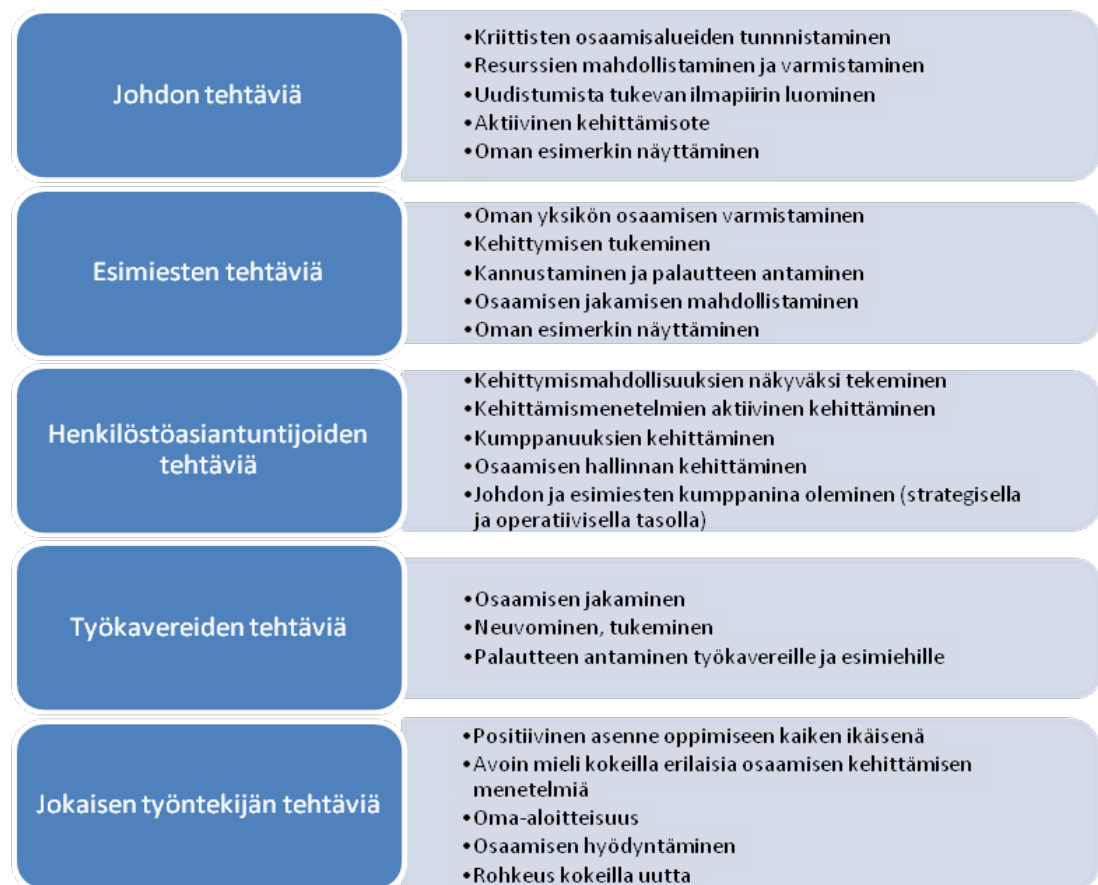 Johdon tehtäviä
•Kriittisten osaamisalueiden tunnnistaminen
•Resurssien mahdollistaminen ja varmistaminen
•Uudistumista tukevan ilmapiirin luominen
•Aktiivinen kehittämisote
•Oman esimerkin näyttäminen
Esimiesten tehtäviä
•Oman yksikön osaamisen varmistaminen
•Kehittymisen tukeminen
•Kannustaminen ja palautteen antaminen
•Osaamisen jakamisen mahdollistaminen
•Oman esimerkin näyttäminen
Henkilöstöasiantuntijoiden
tehtäviä
•Kehittymismahdollisuuksien näkyväksi tekeminen
•Kehittämismenetelmien aktiivinen kehittäminen
•Kumppanuuksien kehittäminen
•Osaamisen hallinnan kehittäminen
•Johdon ja esimiesten kumppanina oleminen (strategisella
ja operatiivisella tasolla)
Työkavereiden tehtäviä
•Osaamisen jakaminen
•Neuvominen, tukeminen
•Palautteen antaminen työkavereille ja esimiehille
Jokaisen työntekijän tehtäviä
•Positiivinen asenne oppimiseen kaiken ikäisenä
•Avoin mieli kokeilla erilaisia osaamisen kehittämisen
menetelmiä
•Oma-aloitteisuus
•Osaamisen hyödyntäminen
•Rohkeus kokeilla uutta